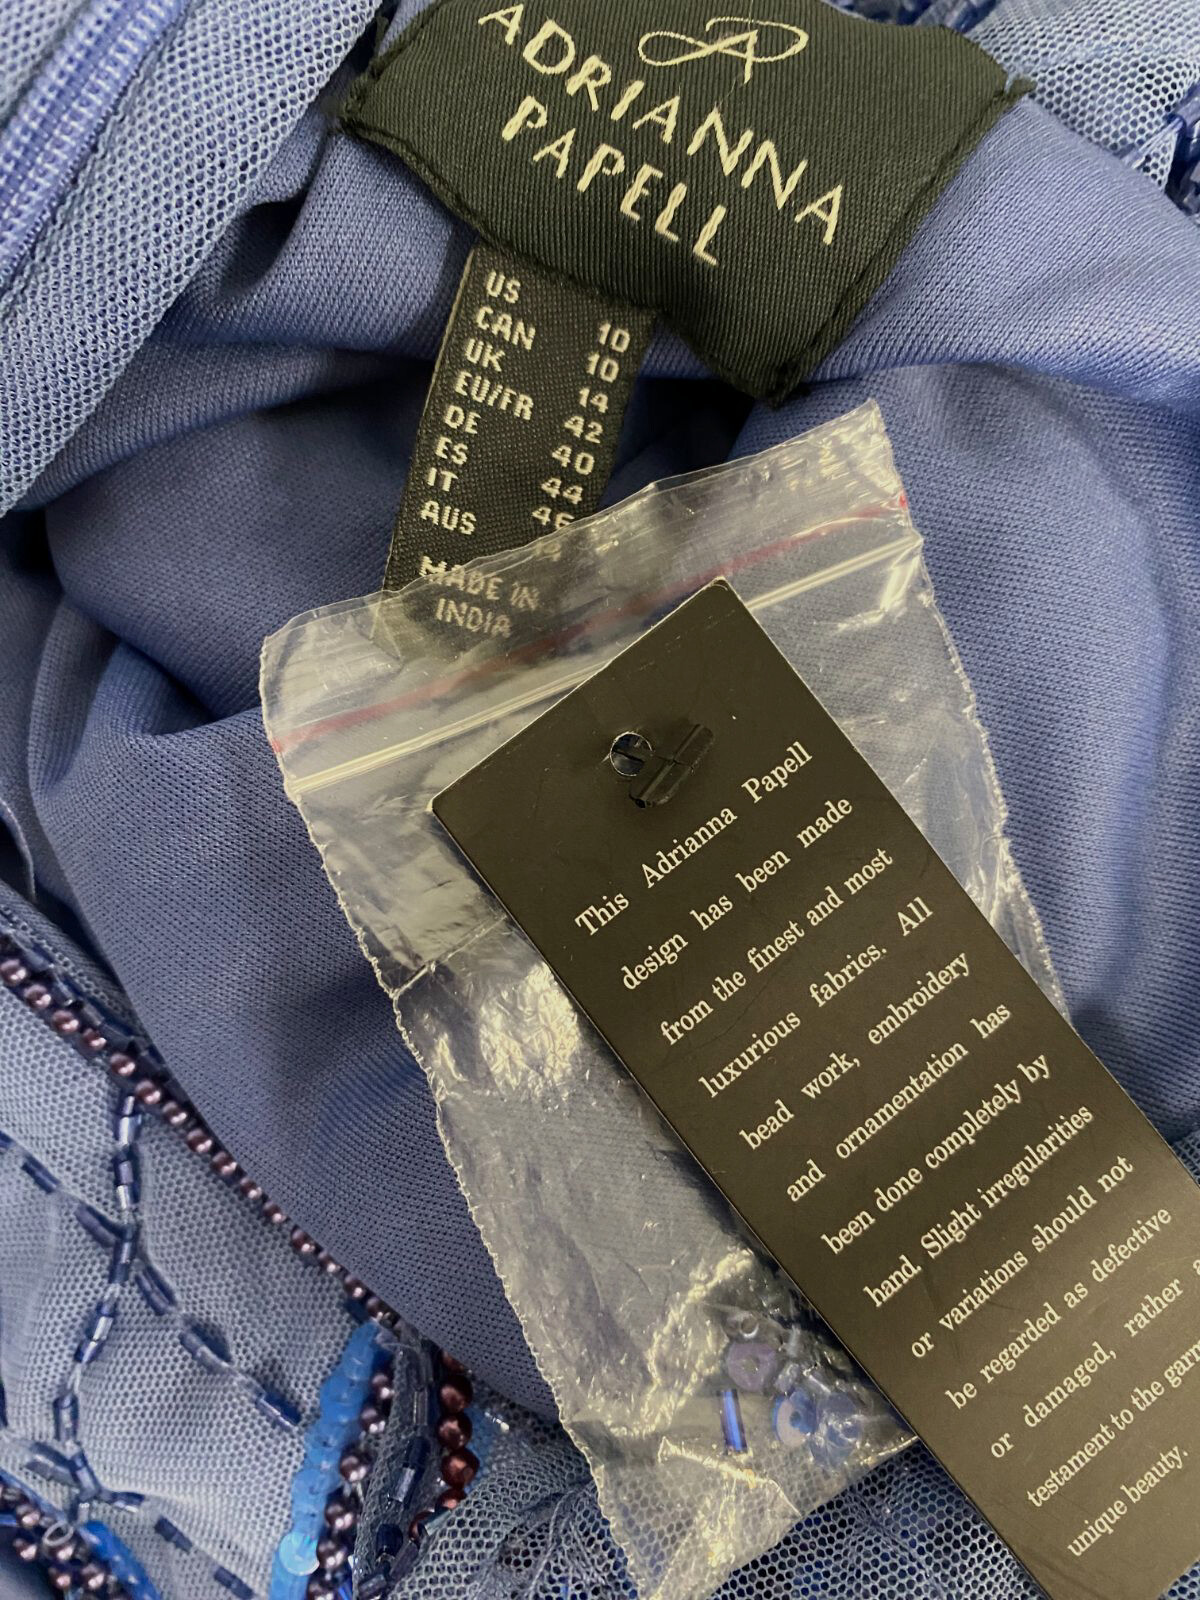 ADRIANNA
PAPELL
US 10
CAN 10
UK 14
EU/FR 42
DE 40
ES 44
IT 46
AUS 14
MADE IN
INDIA
This Adrianna Papell
design has been made
from the finest and most
luxurious fabrics. All
bead work, embroidery
and ornamentation has
been done completely by
hand. Slight irregularities
or variations should not
be regarded as defective
or damaged, rather a
testament to the
unique beauty.